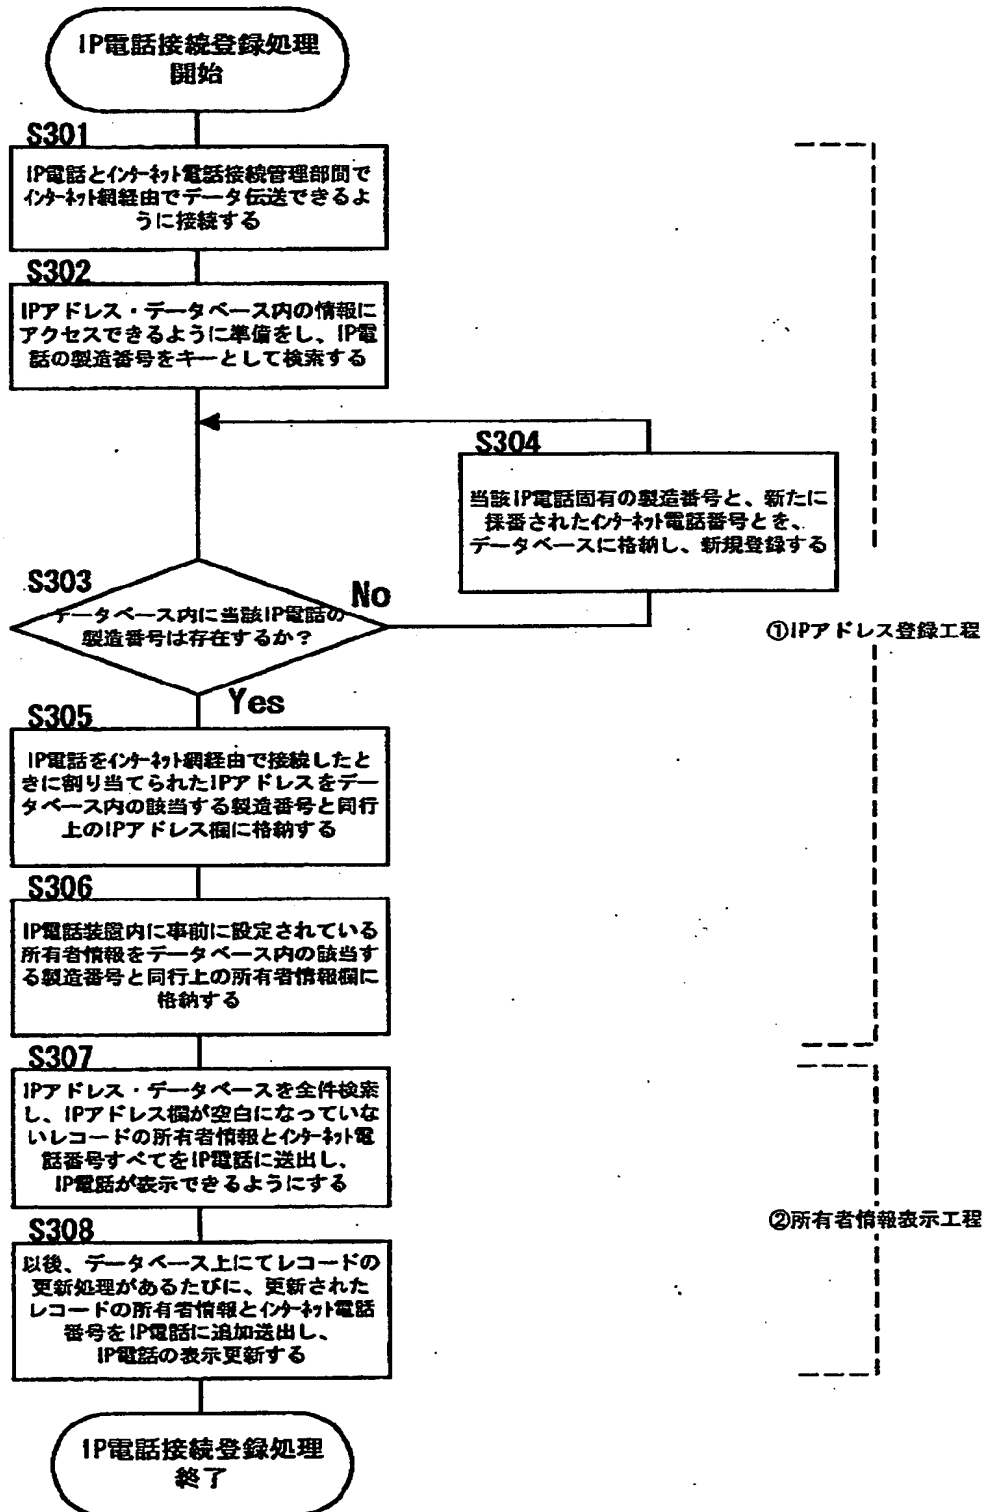 IP電話接続登録処理
開始
S301
IP電話とインターネット電話接続管理部間で
インターネット網経由でデータ伝送できるよ
うに接続する
S302
IPアドレス・データベース内の情報に
アクセスできるように準備をし、IP電
話の製造番号をキーとして検索する
S304
当該IP電話固有の製造番号と、新たに
採番されたインターネット電話番号とを、
データベースに格納し、新規登録する
S303
No
データベース内に当該IP電話の
製造番号は存在するか？
①IPアドレス登録工程
Yes
S305
IP電話をインターネット網経由で接続したと
きに割り当てられたIPアドレスをデー
タベース内の該当する製造番号と同行
上のIPアドレス欄に格納する
S306
IP電話装置内に事前に設定されている
所有者情報をデータベース内の該当す
る製造番号と同行上の所有者情報欄に
格納する
S307
IPアドレス・データベースを全件検索
し、IPアドレス欄が空白になっていな
いレコードの所有者情報とインターネット電
話番号すべてをIP電話に送出し、
IP電話が表示できるようにする
②所有者情報表示工程
S308
以後、データベース上にてレコードの
更新処理があるたびに、更新された
レコードの所有者情報とインターネット電話
番号をIP電話に追加送出し、
IP電話の表示更新する
IP電話接続登録処理
終了